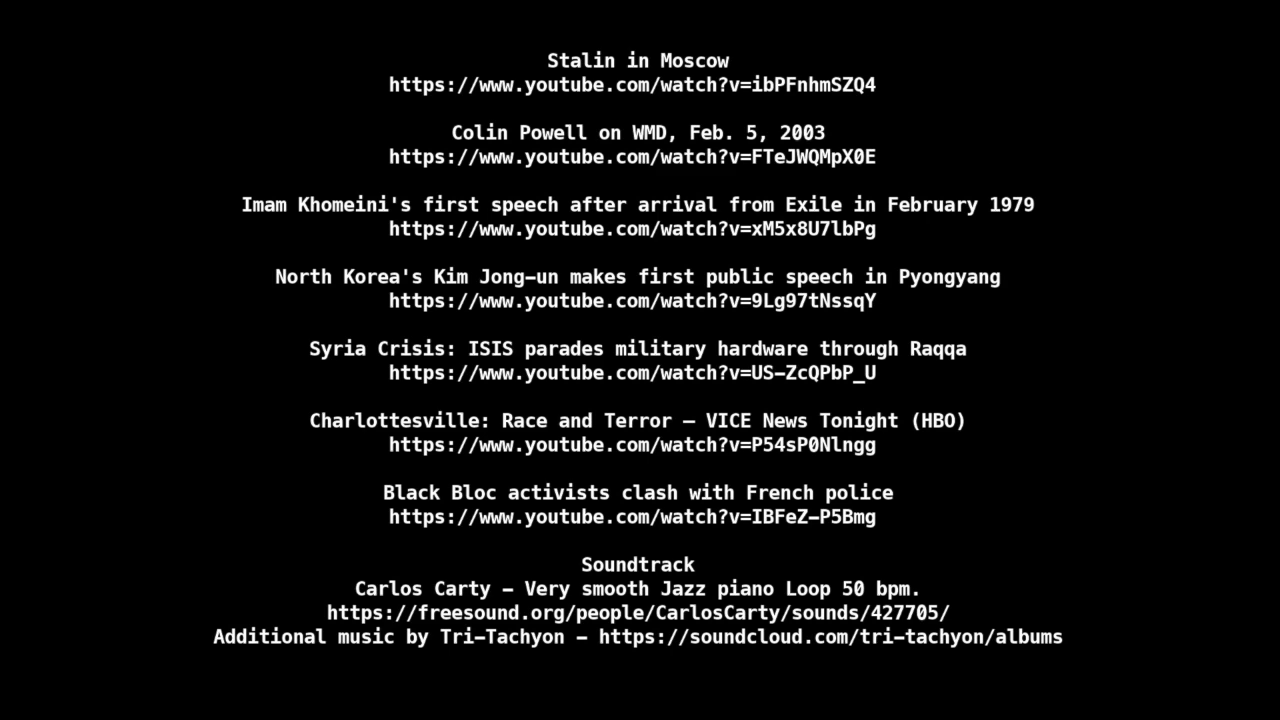 Stalin in Moscow
https://www.youtube.com/watch?v=ibPFnhmSZQ4
Colin Powell on WMD, Feb. 5, 2003
https://www.youtube.com/watch?v=FTeJWQMpX0E
Imam Khomeini's first speech after arrival from Exile in February 1979
https://www.youtube.com/watch?v=xM5x8U7lbPg
North Korea's Kim Jong-un makes first public speech in Pyongyang
https://www.youtube.com/watch?v=9Lg97tNssqY
Syria Crisis: ISIS parades military hardware through Raqqa
https://www.youtube.com/watch?v=US-ZcQPbP_U
Charlottesville: Race and Terror – VICE News Tonight (HBO)
https://www.youtube.com/watch?v=P54sP0Nlngg
Black Bloc activists clash with French police
https://www.youtube.com/watch?v=IBFeZ-P5Bmg
Soundtrack
Carlos Carty - Very smooth Jazz piano Loop 50 bpm.
https://freesound.org/people/CarlosCarty/sounds/427705/
Additional music by Tri-Tachyon - https://soundcloud.com/tri-tachyon/albums